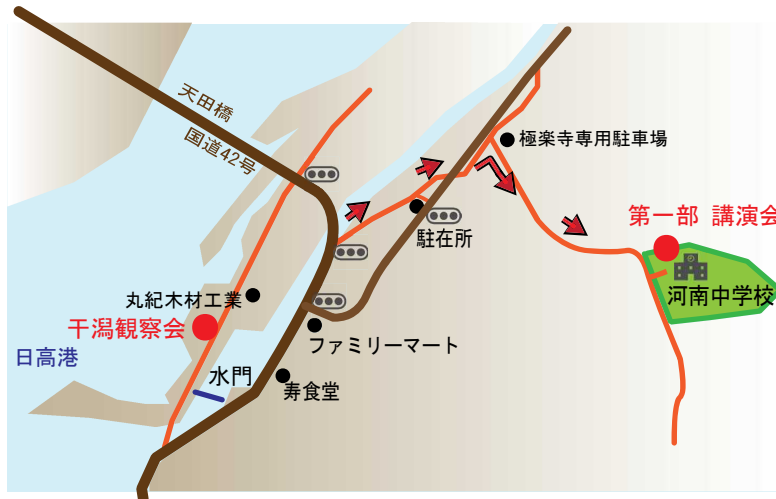 天田橋
国道42号
極楽寺専用駐車場
第一部 講演会
駐在所
河南中学校
丸紀木材工業
干潟観察会
ファミリーマート
日高港
水門
寿食堂